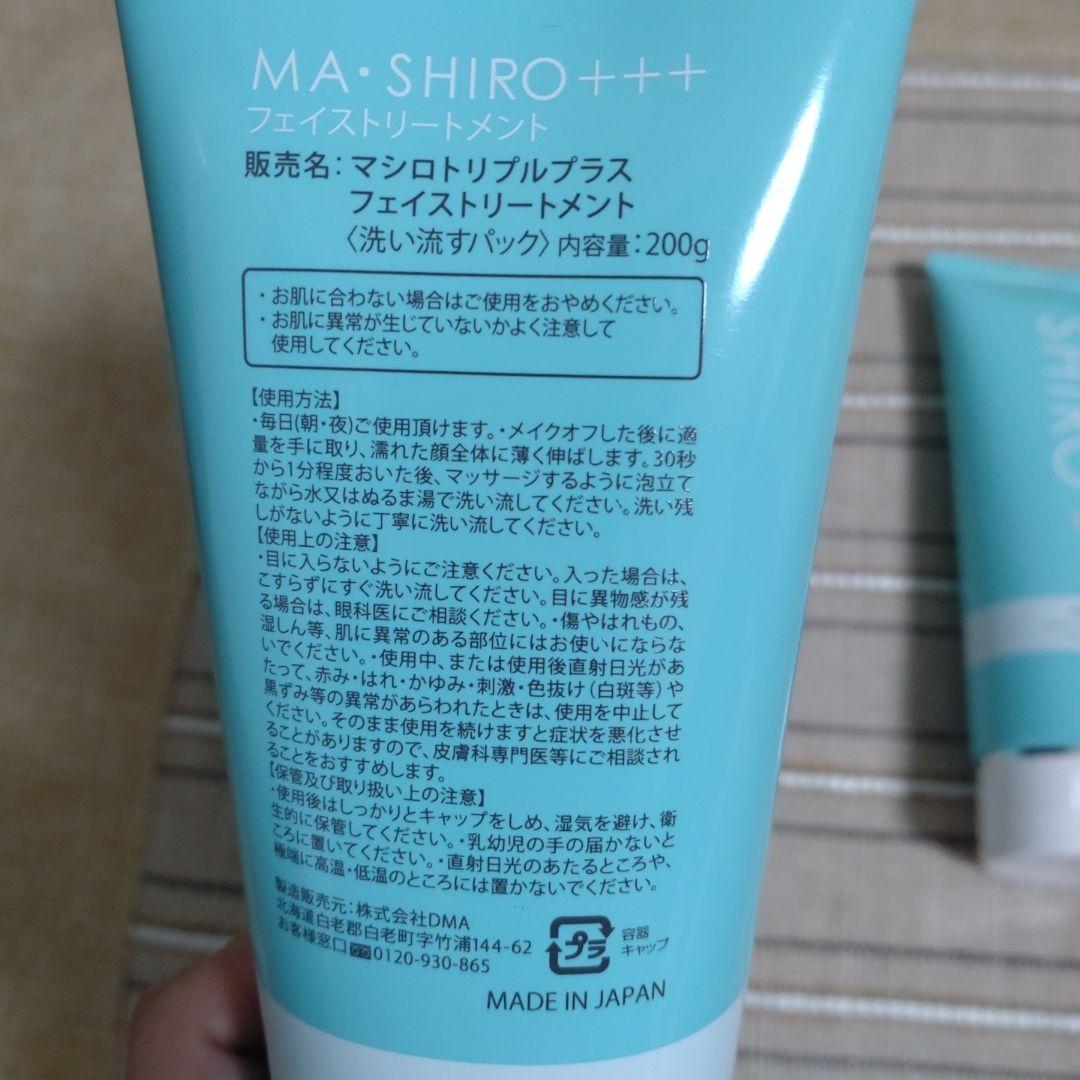 MA・SHIRO+++
フェイストリートメント
販売名：マシロトリプルプラス
フェイストリートメント
〈洗い流すパック〉内容量：200g
・お肌に合わない場合はご使用をおやめください。
・お肌に異常が生じていないかよく注意して
使用してください。
【使用方法】
・毎日(朝・夜)ご使用頂けます。・メイクオフした後に適
量を手に取り、濡れた顔全体に薄く伸ばします。30秒
から1分程度おいた後、マッサージするように泡立て
ながら水又はぬるま湯で洗い流してください。洗い残
しがないように丁寧に洗い流してください。
【使用上の注意】
・目に入らないようにご注意ください。入った場合は、
こすらずにすぐ洗い流してください。目に異物感が残
る場合は、眼科医にご相談ください。・傷やはれもの、
湿しん等、肌に異常のある部位にはお使いにならな
いでください。・使用中、または使用後直射日光があ
たって、赤み・はれ・かゆみ・刺激・色抜け（白斑等）や
黒ずみ等の異常があらわれたときは、使用を中止して
ください。そのまま使用を続けますと症状を悪化させ
ることがありますので、皮膚科専門医等にご相談され
ることをおすすめします。
【保管及び取り扱い上の注意】
・使用後はしっかりとキャップをしめ、湿気を避け、衛
生的に保管してください。・乳幼児の手の届かないと
ころに置いてください。・直射日光のあたるところや、
極端に高温・低温のところには置かないでください。
製造販売元：株式会社DMA
北海道白老郡白老町字竹浦144-62
お客様窓口 0120-930-865
プラ
容器
キャップ
MADE IN JAPAN
SHIRO